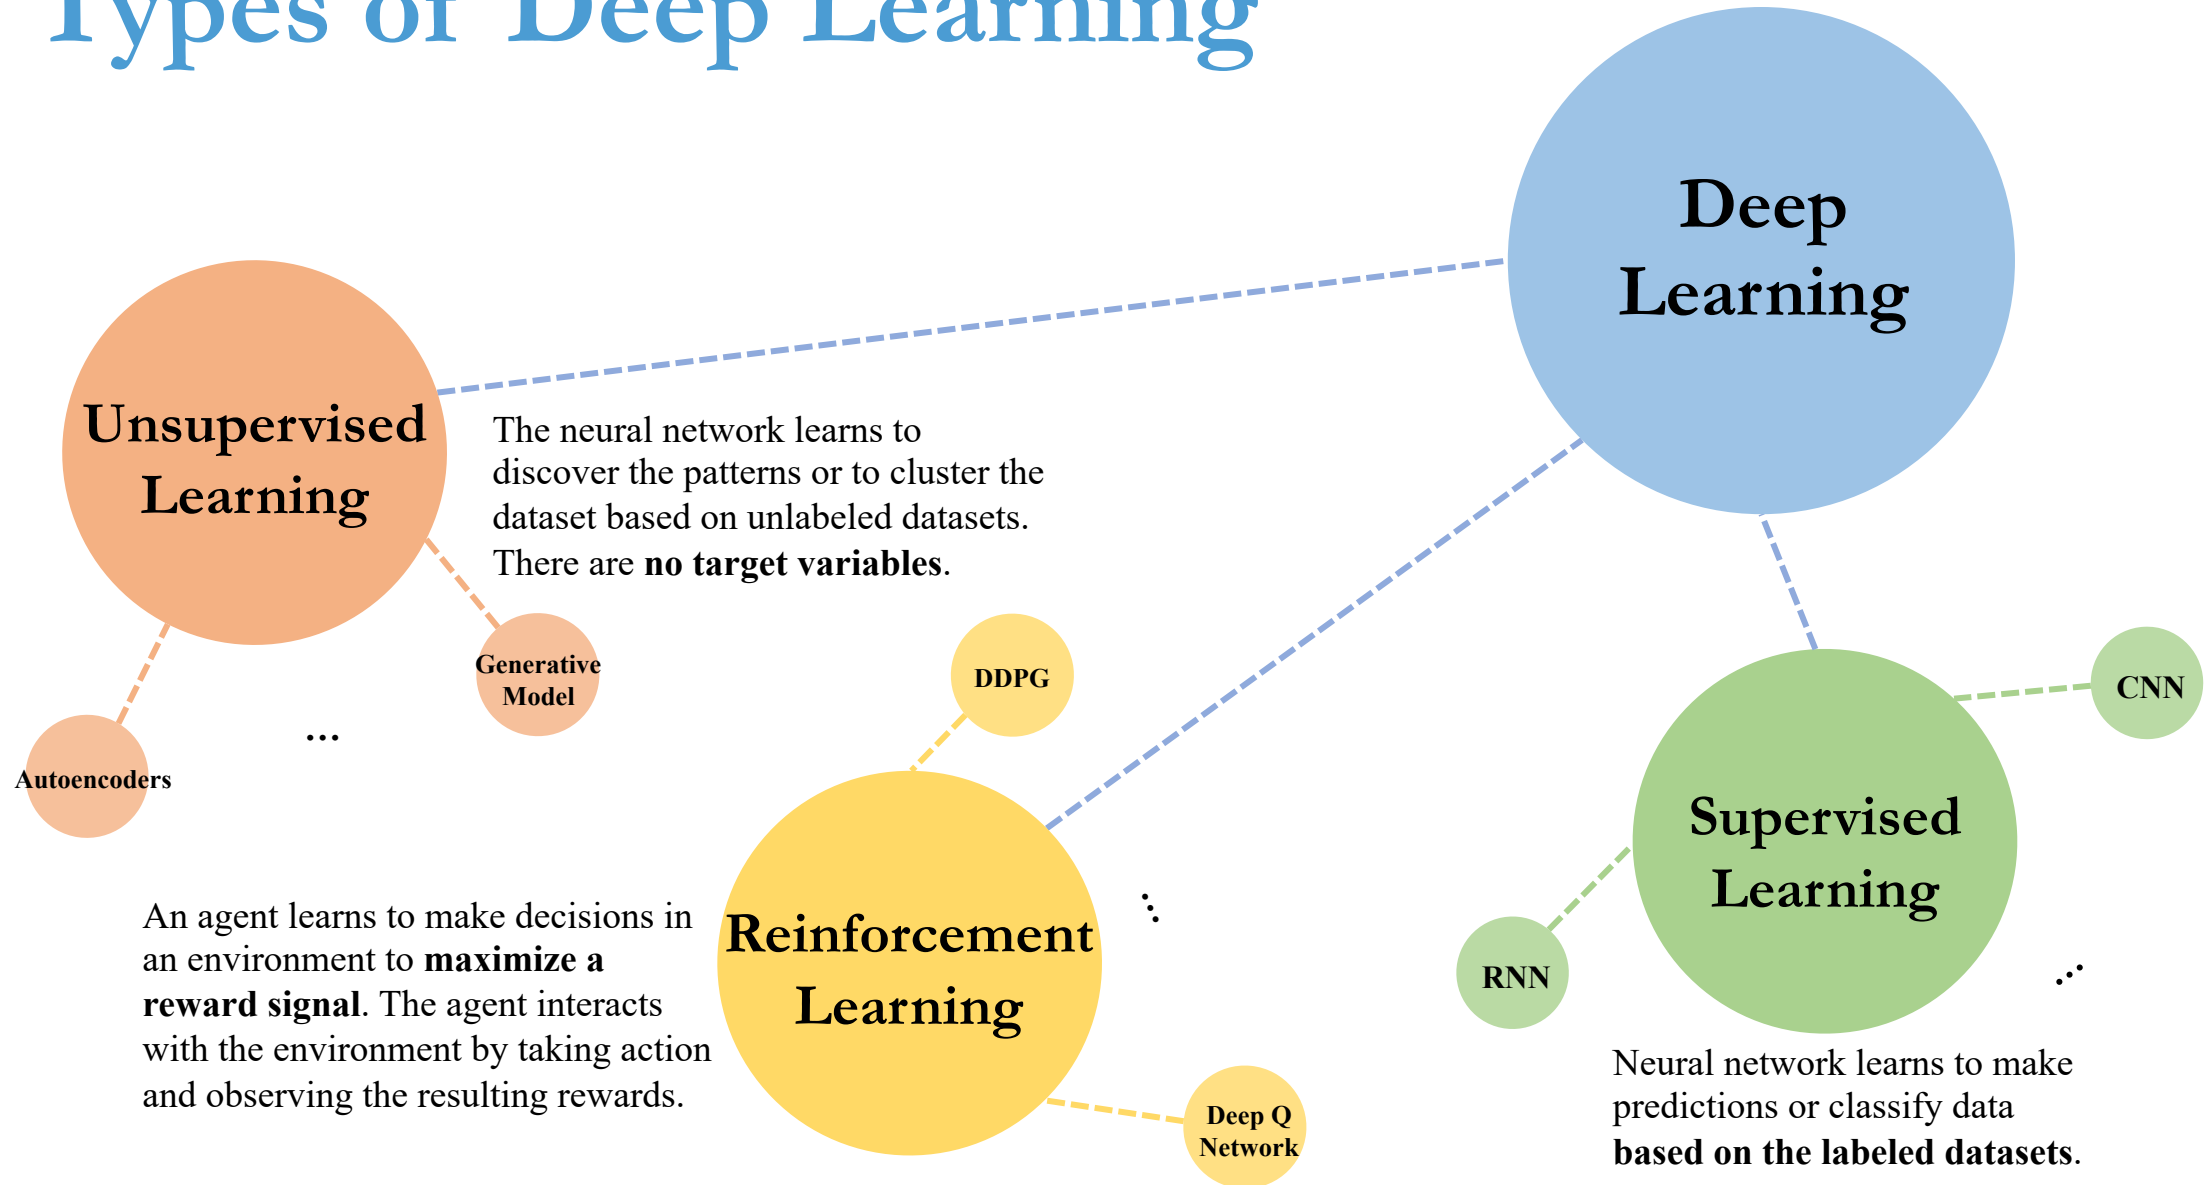 Types of Deep Learning
Deep
Learning
Unsupervised
Learning
The neural network learns to
discover the patterns or to cluster the
dataset based on unlabeled datasets.
There are no target variables.
Generative
Model
Autoencoders
...
DDPG
Reinforcement
Learning
...
Deep Q
Network
An agent learns to make decisions in
an environment to maximize a
reward signal. The agent interacts
with the environment by taking action
and observing the resulting rewards.
CNN
Supervised
Learning
RNN
...
Neural network learns to make
predictions or classify data
based on the labeled datasets.